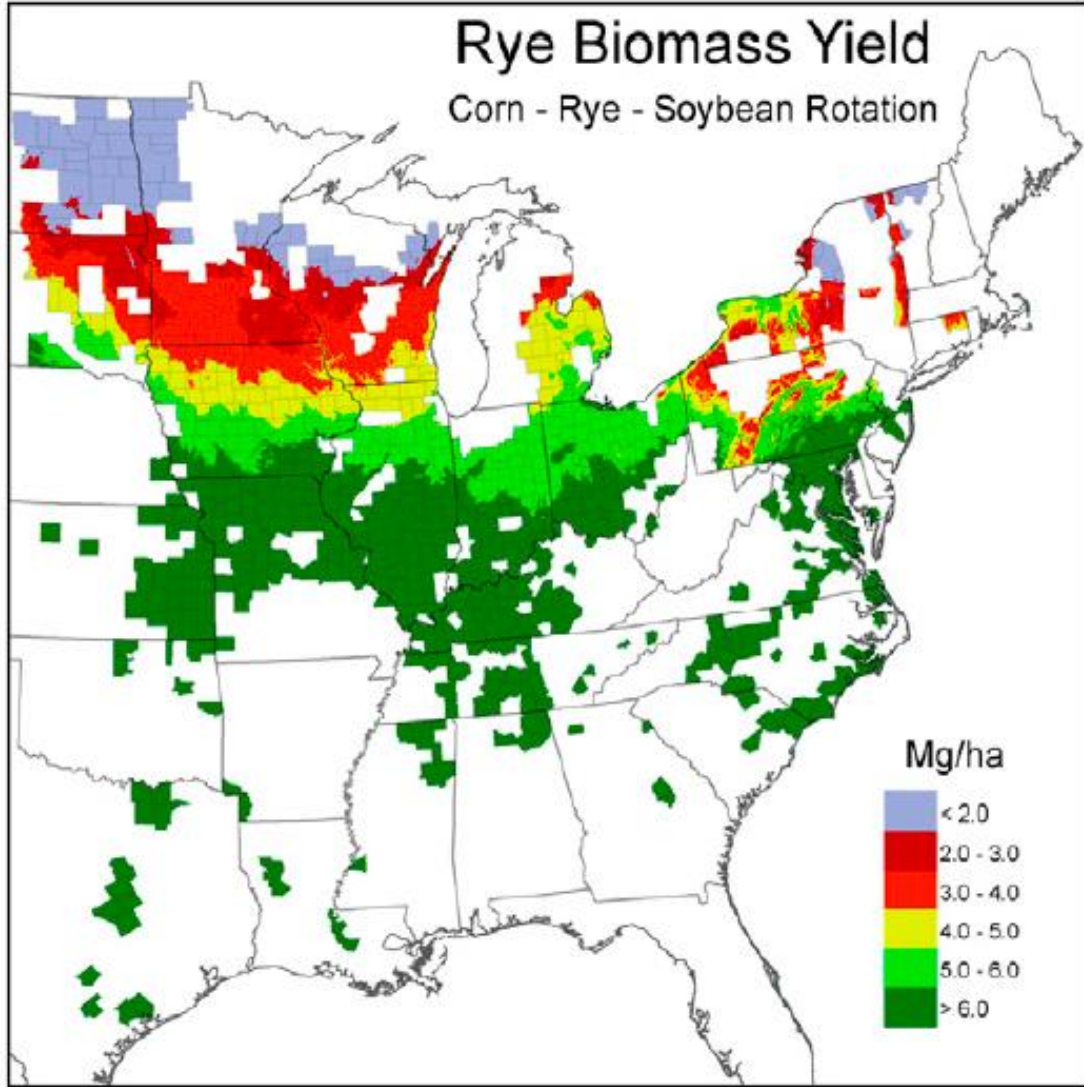 Rye Biomass Yield
Corn - Rye - Soybean Rotation
Mg/ha
< 2.0
2.0 - 3.0
3.0 - 4.0
4.0 - 5.0
5.0 - 6.0
> 6.0